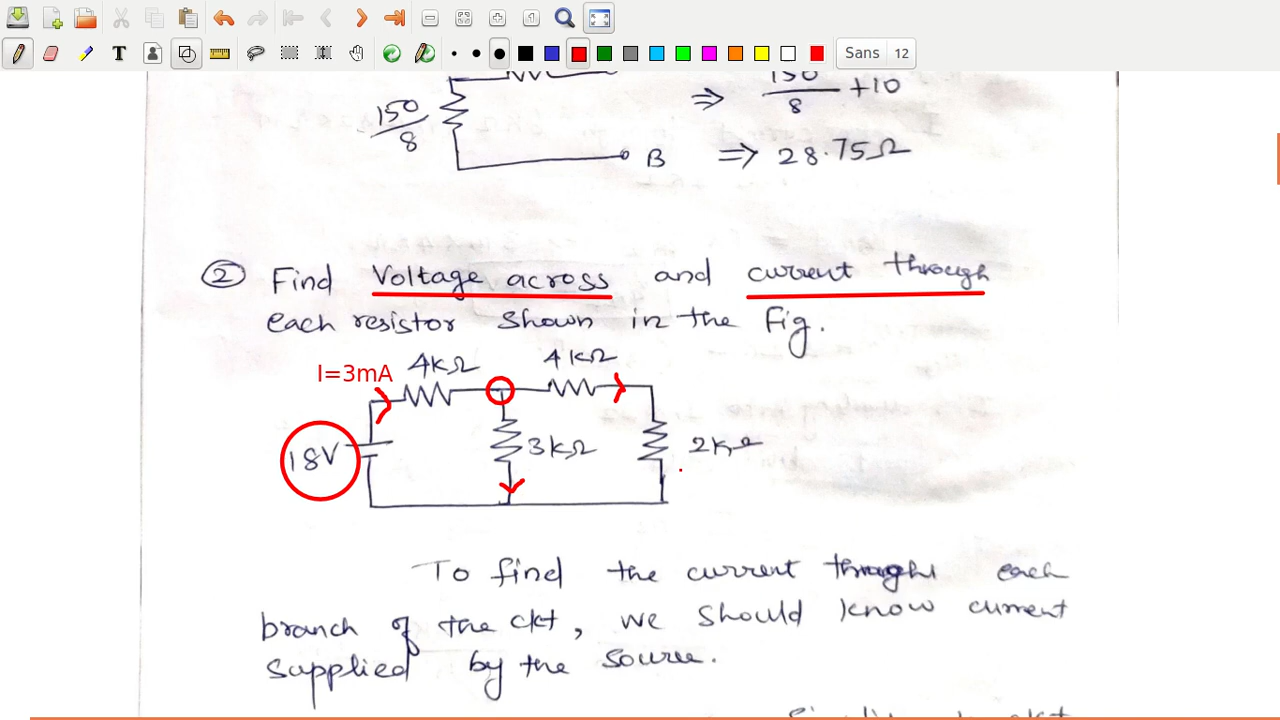 Sans 12
150/8
150/8 +10
⇒ 28.75Ω
B
② Find Voltage across and current through
each resistor shown in the Fig.
I=3mA 4kΩ 4kΩ
18V 3kΩ 2kΩ
To find the current through each
branch of the ckt, we should know current
supplied by the source.